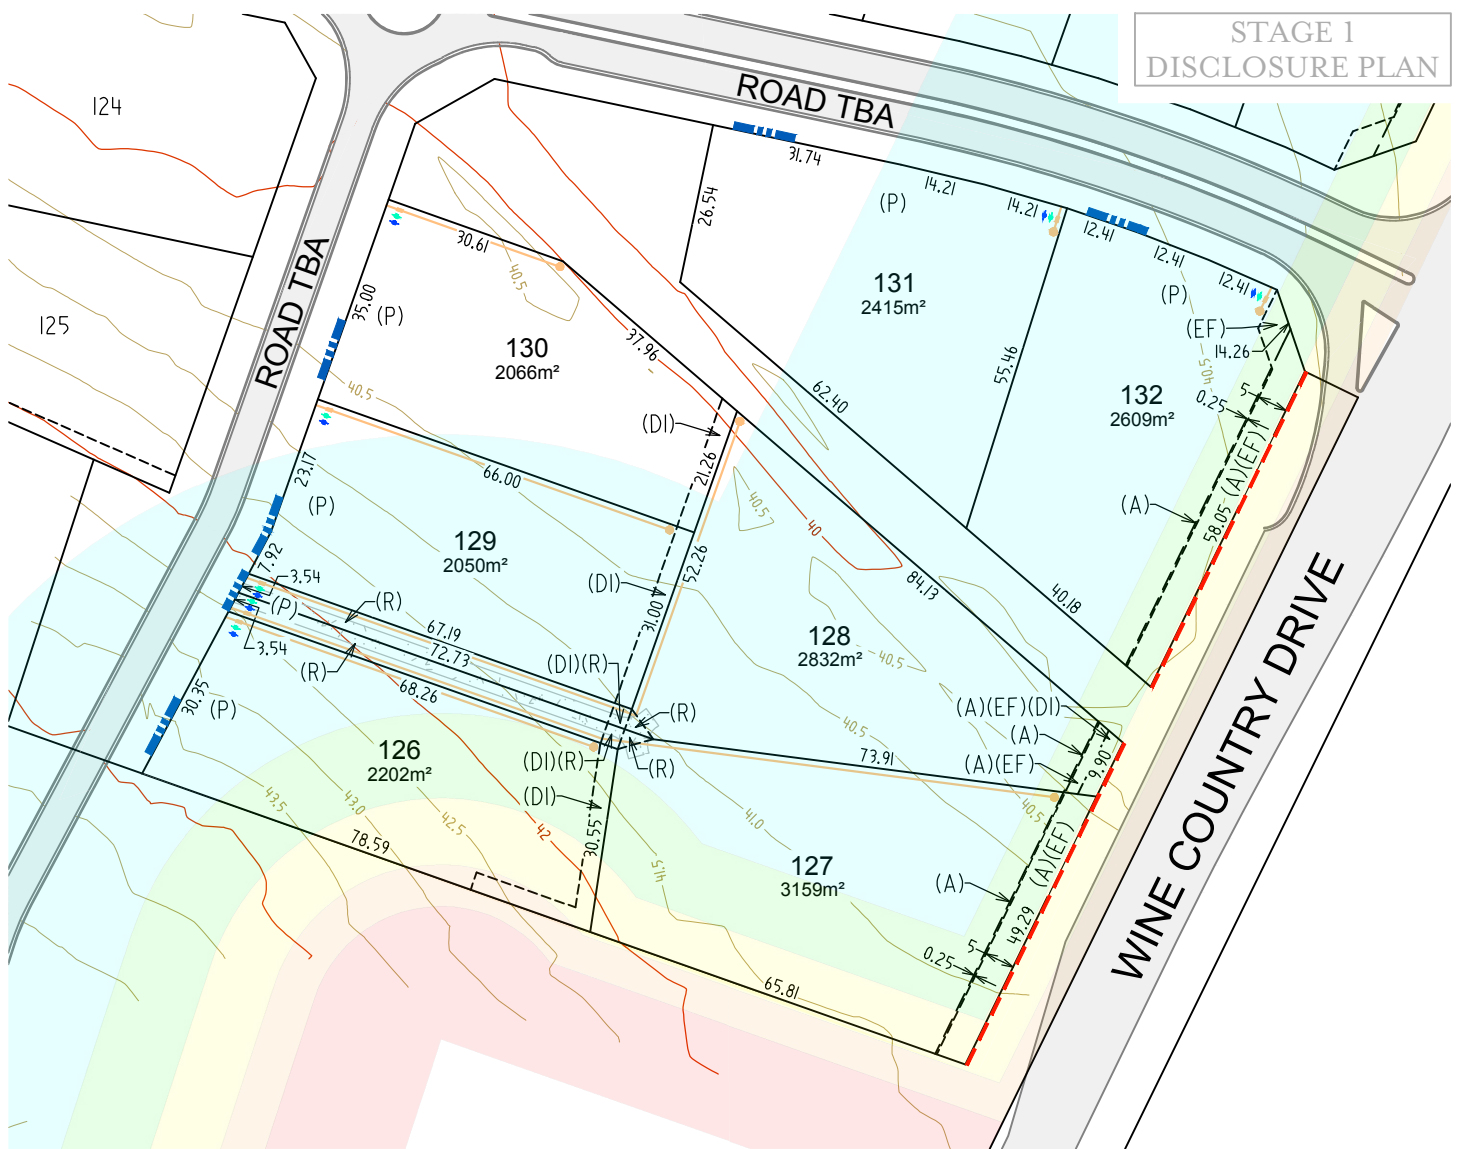 STAGE 1
DISCLOSURE PLAN
124
125
ROAD TBA
ROAD TBA
WINE COUNTRY DRIVE
31.74
14.21
(P)
14.21
12.41
12.41
(P)
12.41
(EF)
14.26
26.54
30.61
40.5
35.00
(P)
130
2066m²
37.96
131
2415m²
55.46
62.40
132
2609m²
40.5
5
0.25
(A)(EF)
(A)
58.05
40.18
40.5
(DI)
21.26
66.00
23.17
(P)
129
2050m²
7.92
3.54
(P)
3.54
(R)
67.19
72.73
(R)
68.26
(DI)
31.00
52.26
40.5
40
84.13
128
2832m²
40.5
(DI)(R)
(R)
(DI)(R)
(R)
(DI)
30.35
(P)
126
2202m²
43.5
43.0
42.5
42
41.5
41.0
40.5
40.5
30.55
78.59
73.91
(A)(EF)(DI)
(A)
(A)(EF)
9.90
127
3159m²
(A)
(A)(EF)
49.29
5
0.25
65.81